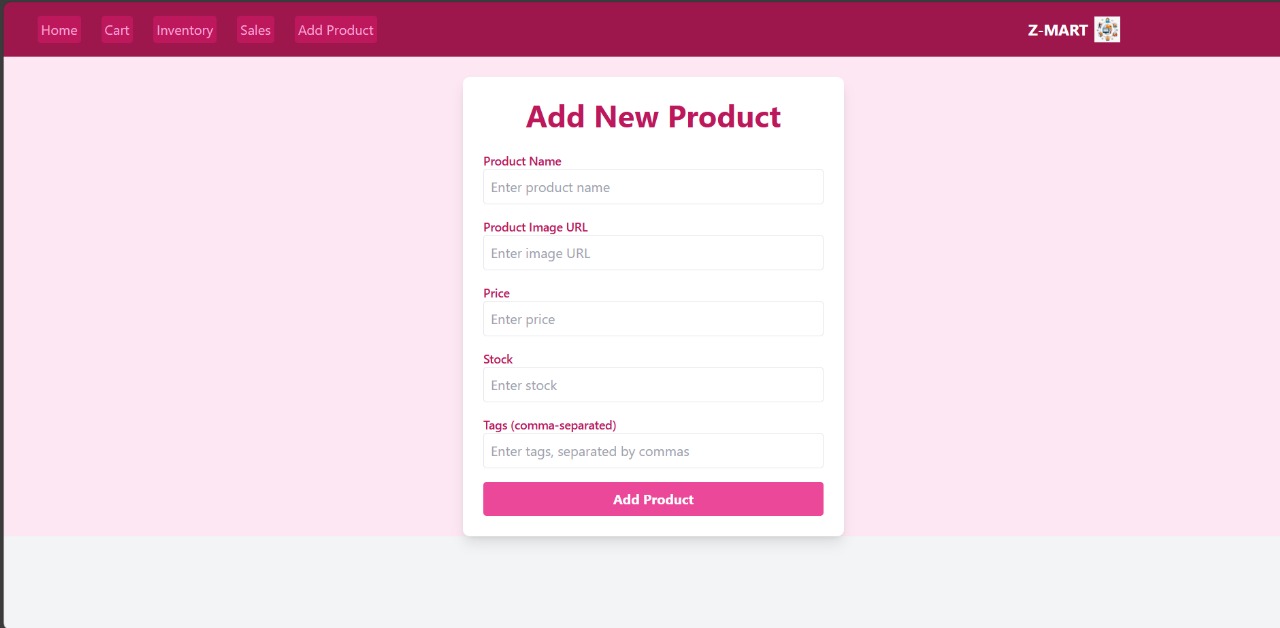 Home Cart Inventory Sales Add Product Z-MART
Add New Product
Product Name
Enter product name
Product Image URL
Enter image URL
Price
Enter price
Stock
Enter stock
Tags (comma-separated)
Enter tags, separated by commas
Add Product